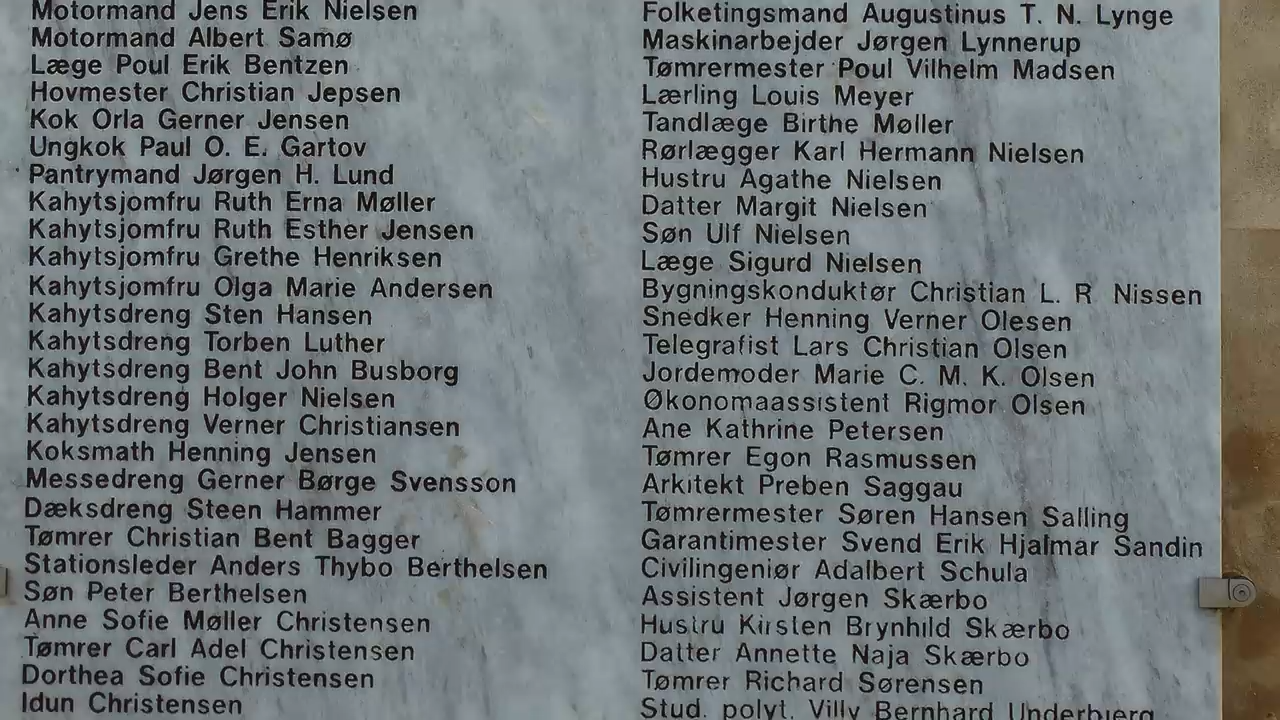 Motormand Jens Erik Nielsen
Motormand Albert Samø
Læge Poul Erik Bentzen
Hovmester Christian Jepsen
Kok Orla Gerner Jensen
Ungkok Paul O. E. Gartov
Pantrymand Jørgen H. Lund
Kahytsjomfru Ruth Erna Møller
Kahytsjomfru Ruth Esther Jensen
Kahytsjomfru Grethe Henriksen
Kahytsjomfru Olga Marie Andersen
Kahytsdreng Sten Hansen
Kahytsdreng Torben Luther
Kahytsdreng Bent John Busborg
Kahytsdreng Holger Nielsen
Kahytsdreng Verner Christiansen
Koksmath Henning Jensen
Messedreng Gerner Børge Svensson
Dæksdreng Steen Hammer
Tømrer Christian Bent Bagger
Stationsleder Anders Thybo Berthelsen
Søn Peter Berthelsen
Anne Sofie Møller Christensen
Tømrer Carl Adel Christensen
Dorthea Sofie Christensen
Idun Christensen
Folketingsmand Augustinus T. N. Lynge
Maskinarbejder Jørgen Lynnerup
Tømrermester Poul Vilhelm Madsen
Lærling Louis Meyer
Tandlæge Birthe Møller
Rørlægger Karl Hermann Nielsen
Hustru Agathe Nielsen
Datter Margit Nielsen
Søn Ulf Nielsen
Læge Sigurd Nielsen
Bygningskonduktør Christian L. R Nissen
Snedker Henning Verner Olesen
Telegrafist Lars Christian Olsen
Jordemoder Marie C. M. K. Olsen
Økonomaassistent Rigmor Olsen
Ane Kathrine Petersen
Tømrer Egon Rasmussen
Arkitekt Preben Saggau
Tømrermester Søren Hansen Salling
Garantimester Svend Erik Hjalmar Sandin
Civilingeniør Adalbert Schula
Assistent Jørgen Skærbo
Hustru Kirsten Brynhild Skærbo
Datter Annette Naja Skærbo
Tømrer Richard Sørensen
Stud. polyt. Villy Bernhard Underbjerg